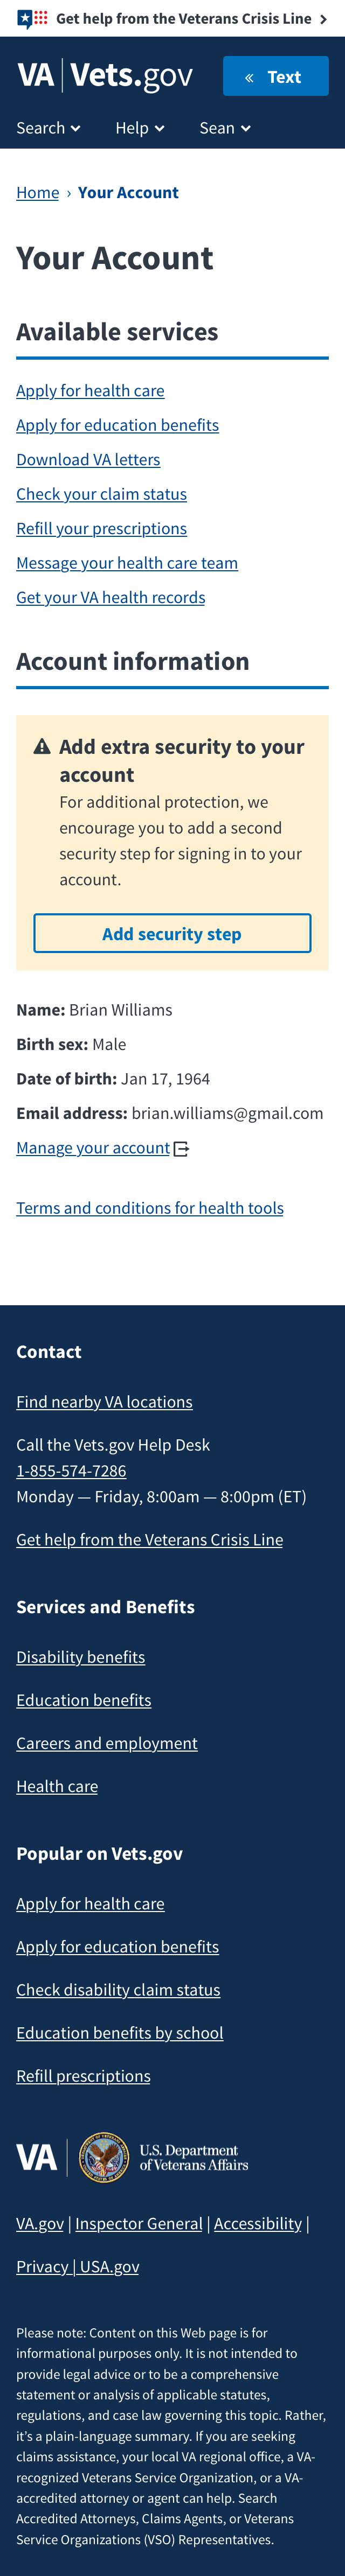 Get help from the Veterans Crisis Line
VA | Vets.gov
« Text
Search
Help
Sean
Home › Your Account
Your Account
Available services
Apply for health care
Apply for education benefits
Download VA letters
Check your claim status
Refill your prescriptions
Message your health care team
Get your VA health records
Account information
Add extra security to your
account
For additional protection, we
encourage you to add a second
security step for signing in to your
account.
Add security step
Name: Brian Williams
Birth sex: Male
Date of birth: Jan 17, 1964
Email address: brian.williams@gmail.com
Manage your account
Terms and conditions for health tools
Contact
Find nearby VA locations
Call the Vets.gov Help Desk
1-855-574-7286
Monday — Friday, 8:00am — 8:00pm (ET)
Get help from the Veterans Crisis Line
Services and Benefits
Disability benefits
Education benefits
Careers and employment
Health care
Popular on Vets.gov
Apply for health care
Apply for education benefits
Check disability claim status
Education benefits by school
Refill prescriptions
VA
U.S. Department
of Veterans Affairs
VA.gov | Inspector General | Accessibility |
Privacy | USA.gov
Please note: Content on this Web page is for
informational purposes only. It is not intended to
provide legal advice or to be a comprehensive
statement or analysis of applicable statutes,
regulations, and case law governing this topic. Rather,
it’s a plain-language summary. If you are seeking
claims assistance, your local VA regional office, a VA-
recognized Veterans Service Organization, or a VA-
accredited attorney or agent can help. Search
Accredited Attorneys, Claims Agents, or Veterans
Service Organizations (VSO) Representatives.